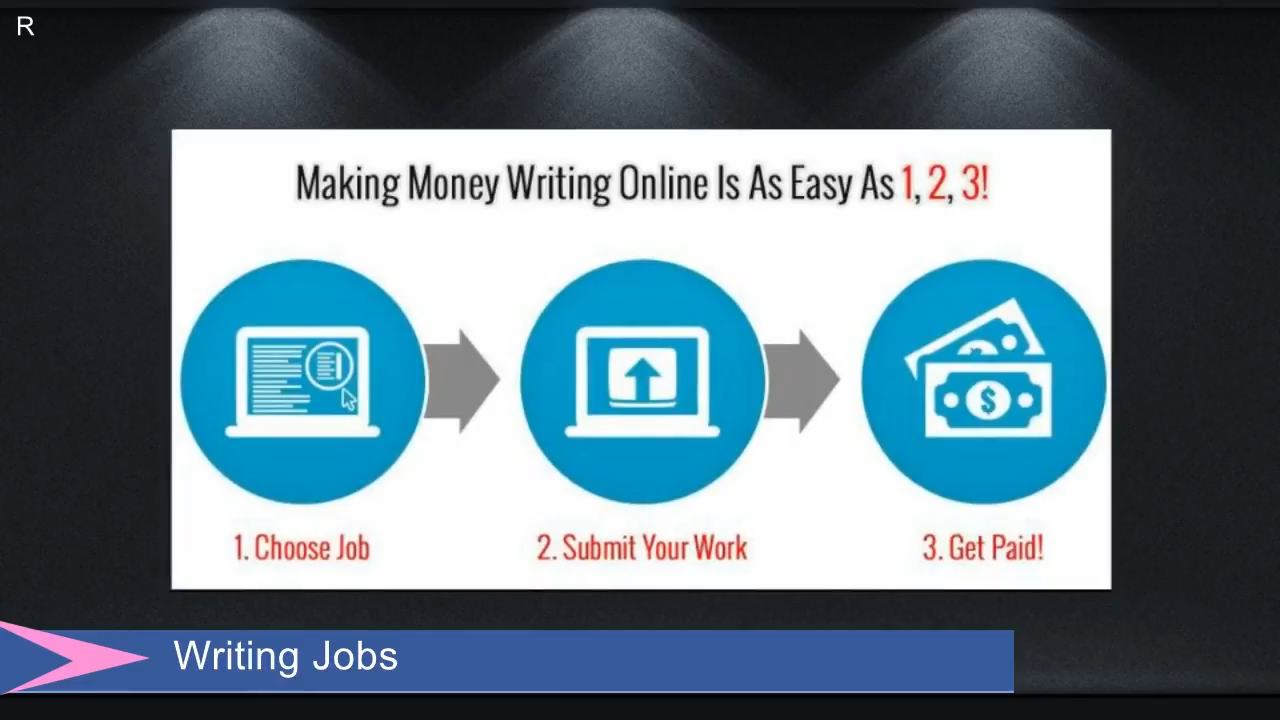 R
Making Money Writing Online Is As Easy As 1, 2, 3!
$
1. Choose Job
2. Submit Your Work
3. Get Paid!
Writing Jobs